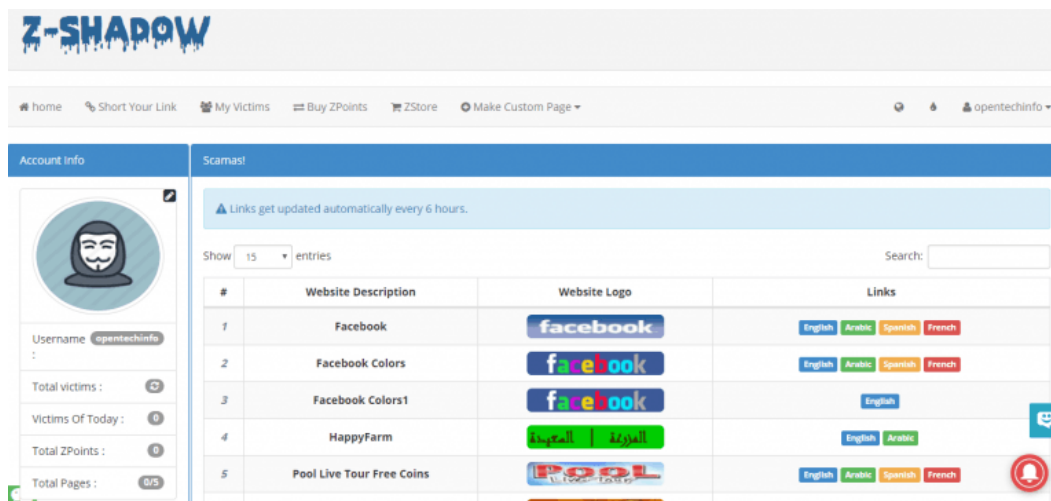 Z-SHADOW
home Short Your Link My Victims Buy ZPoints ZStore Make Custom Page opentechinfo
Account Info
Username opentechinfo
:
Total victims :
Victims Of Today : 0
Total ZPoints : 0
Total Pages : 0/5
Scamas!
Links get updated automatically every 6 hours.
Show 15 entries Search:
# Website Description Website Logo Links
1 Facebook facebook English Arabic Spanish French
2 Facebook Colors facebook English Arabic Spanish French
3 Facebook Colors1 facebook English
4 HappyFarm المزرعة السعيدة English Arabic
5 Pool Live Tour Free Coins POOL LIVE TOUR English Arabic Spanish French